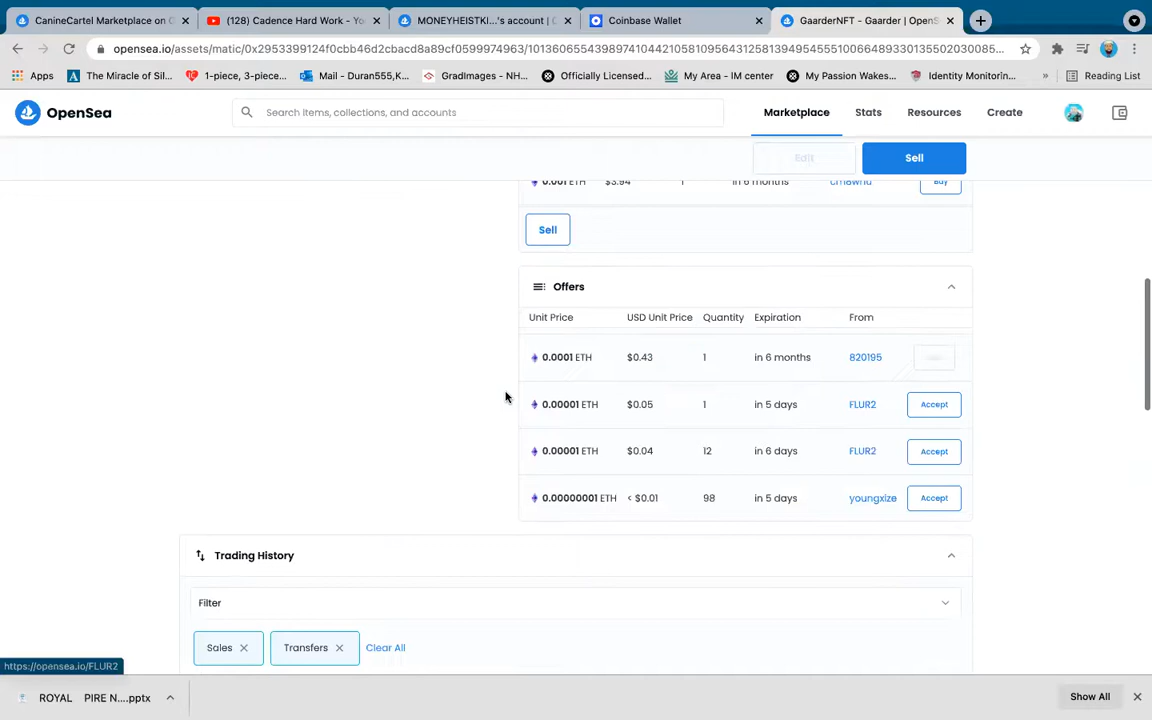 CanineCartel Marketplace on O
(128) Cadence Hard Work - Yo
MONEYHEISTKI...'s account | O
Coinbase Wallet
GaarderNFT - Gaarder | OpenS
opensea.io/assets/matic/0x2953399124f0cbb46d2cbacd8a89cf0599974963/10136065543989741044210581095643125813949545551006648933013550203008 5...
Apps
The Miracle of Sil...
1-piece, 3-piece...
Mail - Duran555,K...
GradImages - NH...
Officially Licensed...
My Area - IM center
My Passion Wakes...
Identity Monitorin...
»
Reading List
OpenSea
Search items, collections, and accounts
Marketplace
Stats
Resources
Create
Edit
Sell
0.001 ETH $3.94 1 in 6 months cm8wnd Buy
Sell
Offers
Unit Price USD Unit Price Quantity Expiration From
0.0001 ETH $0.43 1 in 6 months 820195
0.00001 ETH $0.05 1 in 5 days FLUR2 Accept
0.00001 ETH $0.04 12 in 6 days FLUR2 Accept
0.00000001 ETH < $0.01 98 in 5 days youngxize Accept
Trading History
Filter
Sales
Transfers
Clear All
https://opensea.io/FLUR2
ROYAL PIRE N....pptx
Show All